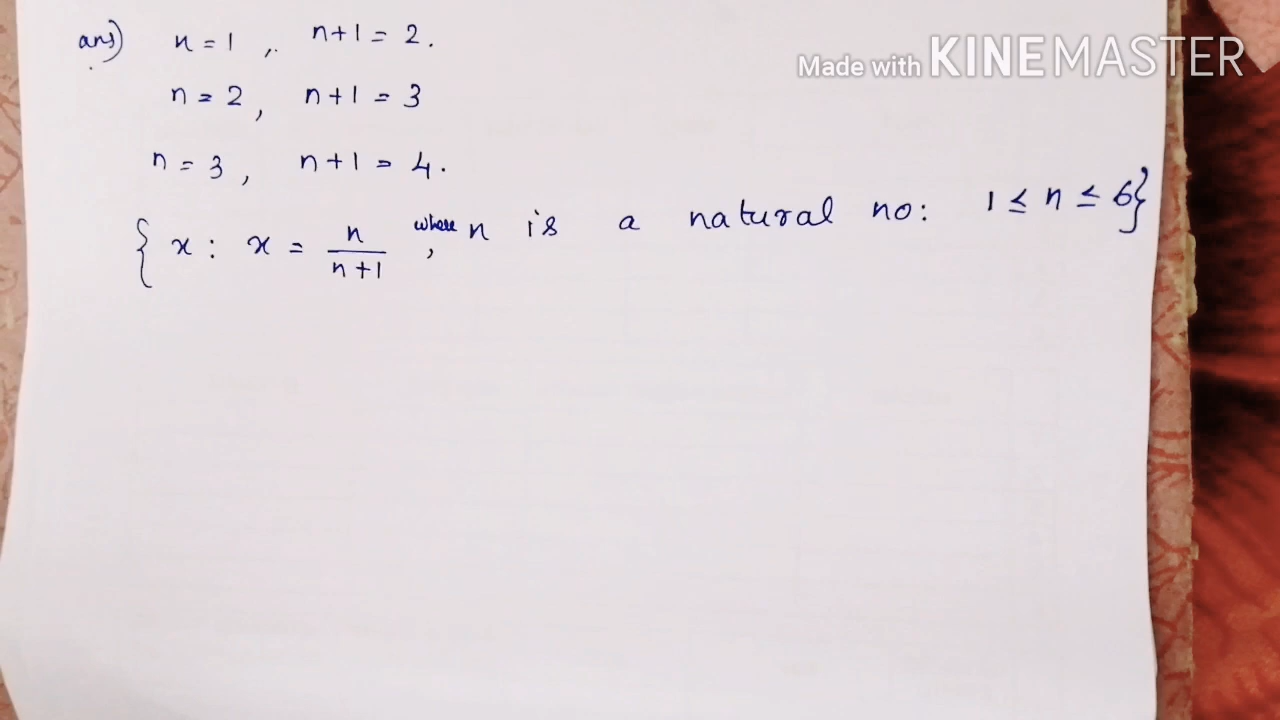 Made with KINEMASTER
ans) n = 1 , n+1 = 2.
n = 2 , n+1 = 3
n = 3 , n+1 = 4.
{ x : x = n/n+1 , where n is a natural no: 1 ≤ n ≤ 6}